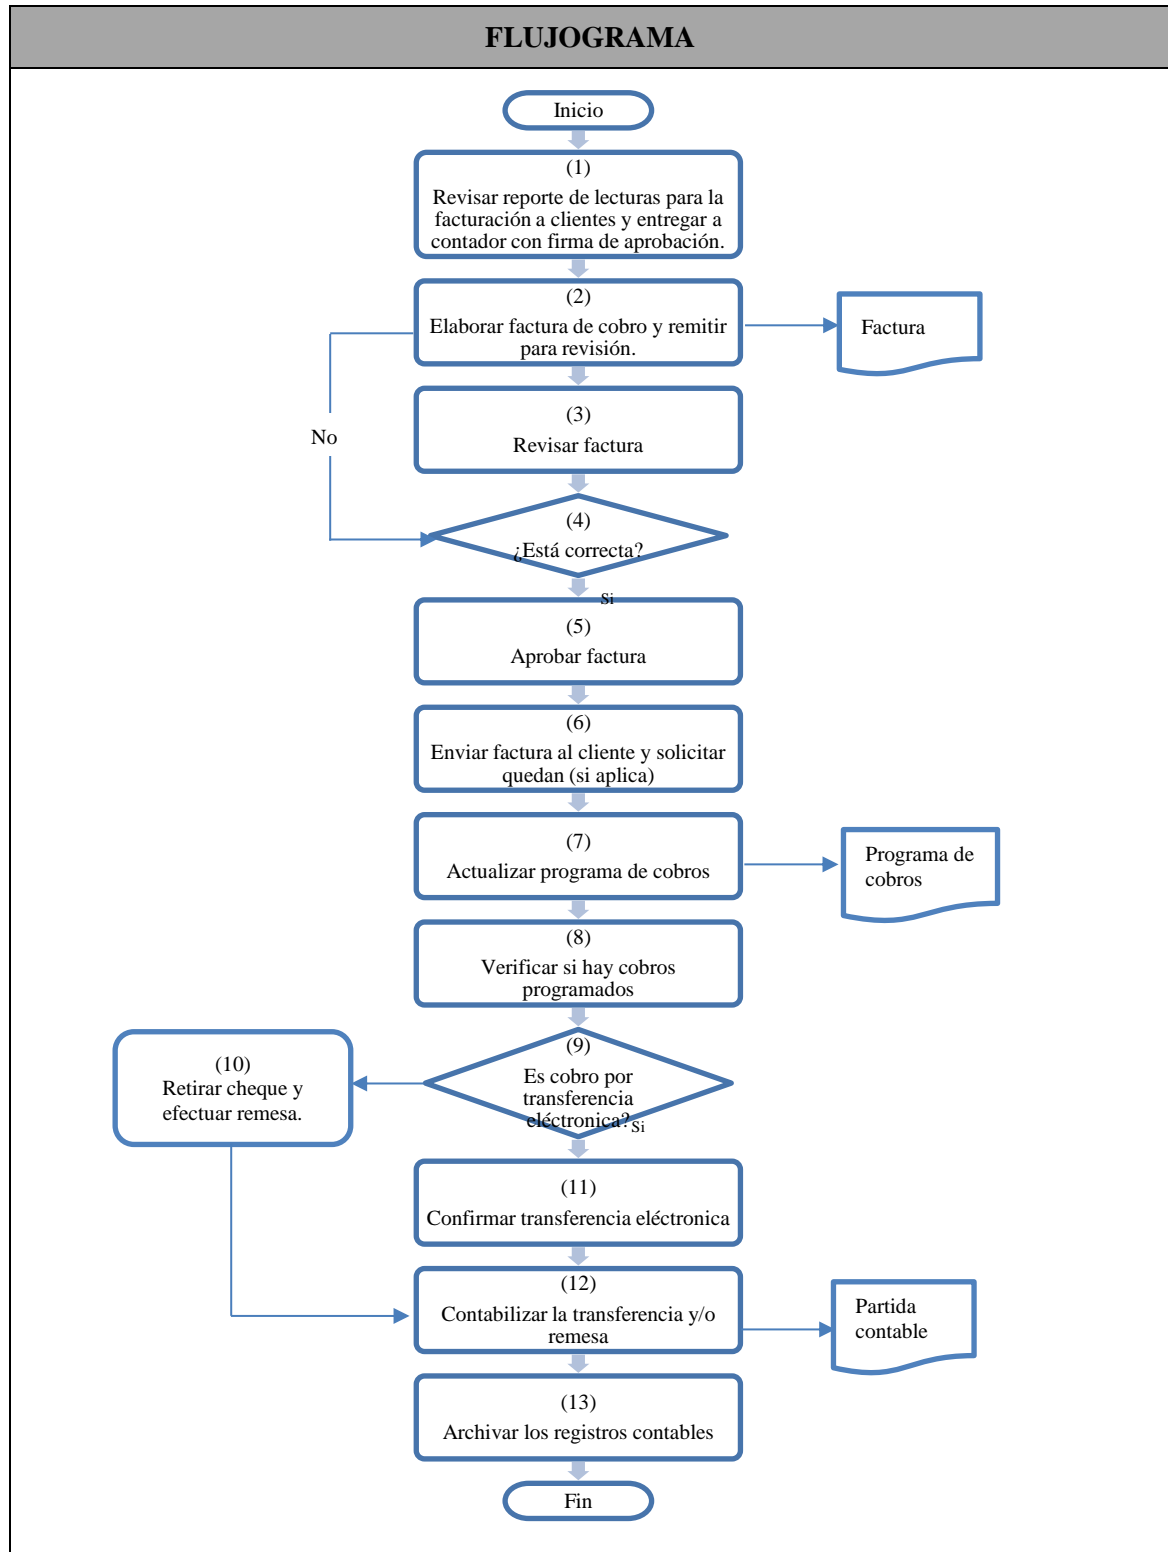 FLUJOGRAMA
Inicio
(1)
Revisar reporte de lecturas para la
facturación a clientes y entregar a
contador con firma de aprobación.
(2)
Elaborar factura de cobro y remitir
para revisión.
Factura
(3)
Revisar factura
No
(4)
¿Está correcta?
Si
(5)
Aprobar factura
(6)
Enviar factura al cliente y solicitar
quedan (si aplica)
(7)
Actualizar programa de cobros
Programa de
cobros
(8)
Verificar si hay cobros
programados
(9)
Es cobro por
transferencia
eléctronica?
Si
(10)
Retirar cheque y
efectuar remesa.
(11)
Confirmar transferencia eléctronica
(12)
Contabilizar la transferencia y/o
remesa
Partida
contable
(13)
Archivar los registros contables
Fin